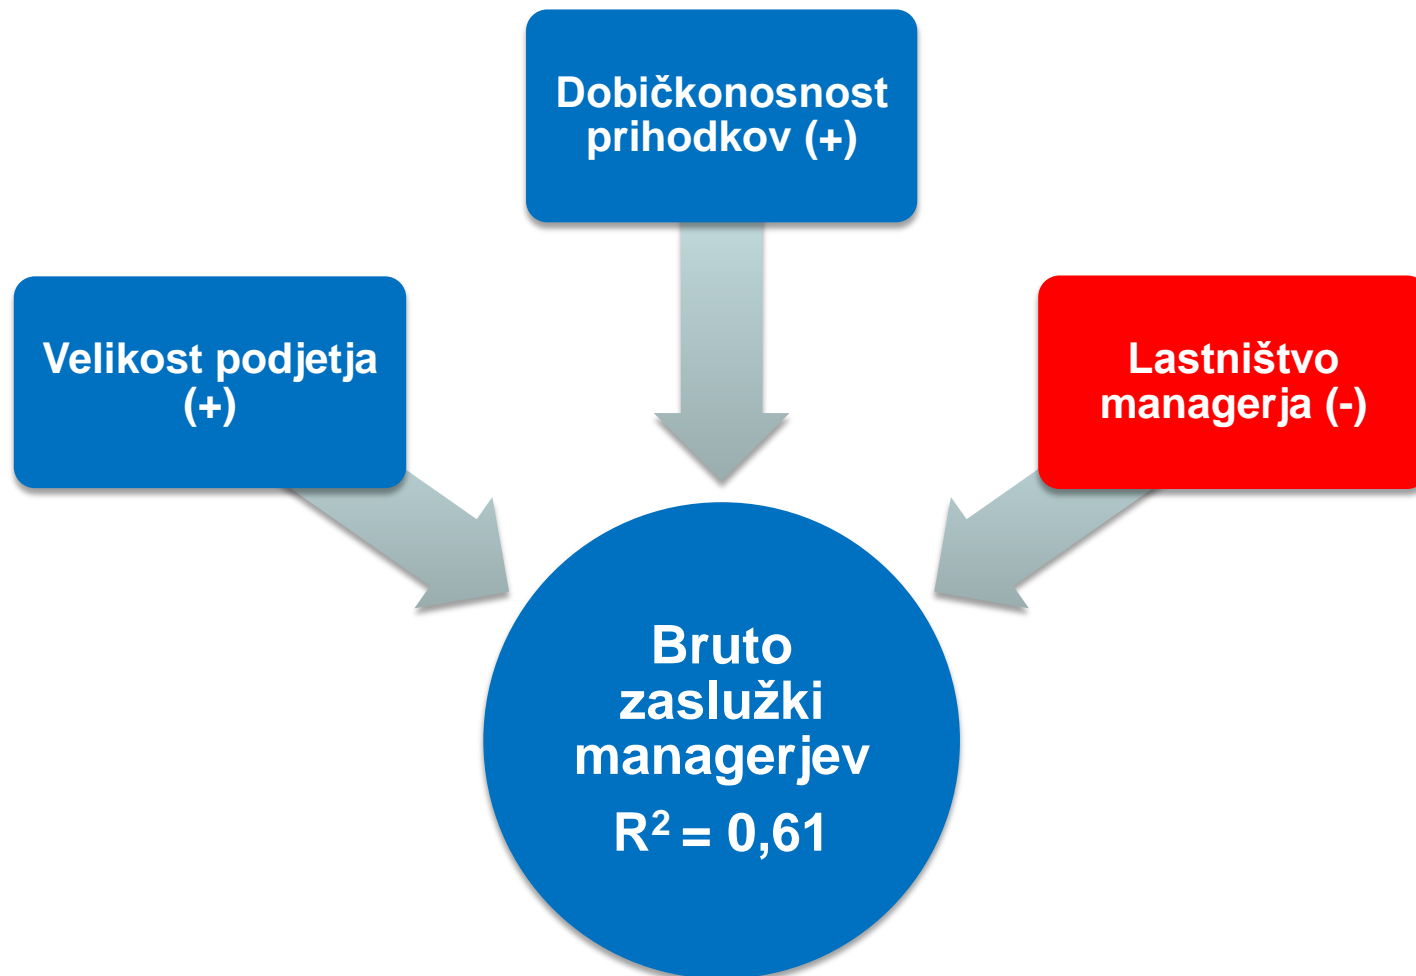 Dobičkonosnost
prihodkov (+)
Velikost podjetja
(+)
Lastništvo
managerja (-)
Bruto
zaslužki
managerjev
R² = 0,61